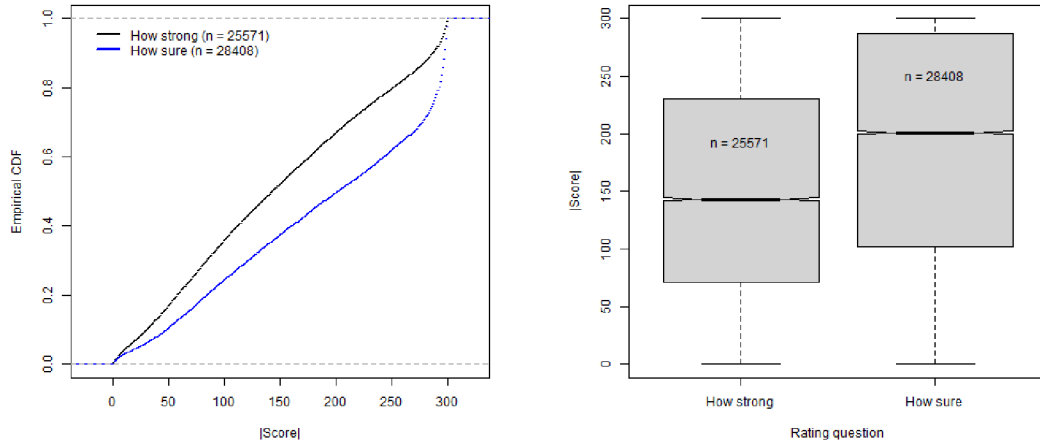 How strong (n = 25571)
How sure (n = 28408)
Empirical CDF
0.0 0.2 0.4 0.6 0.8 1.0
0 50 100 150 200 250 300
|Score|
|Score|
0 50 100 150 200 250 300
n = 25571
n = 28408
How strong How sure
Rating question